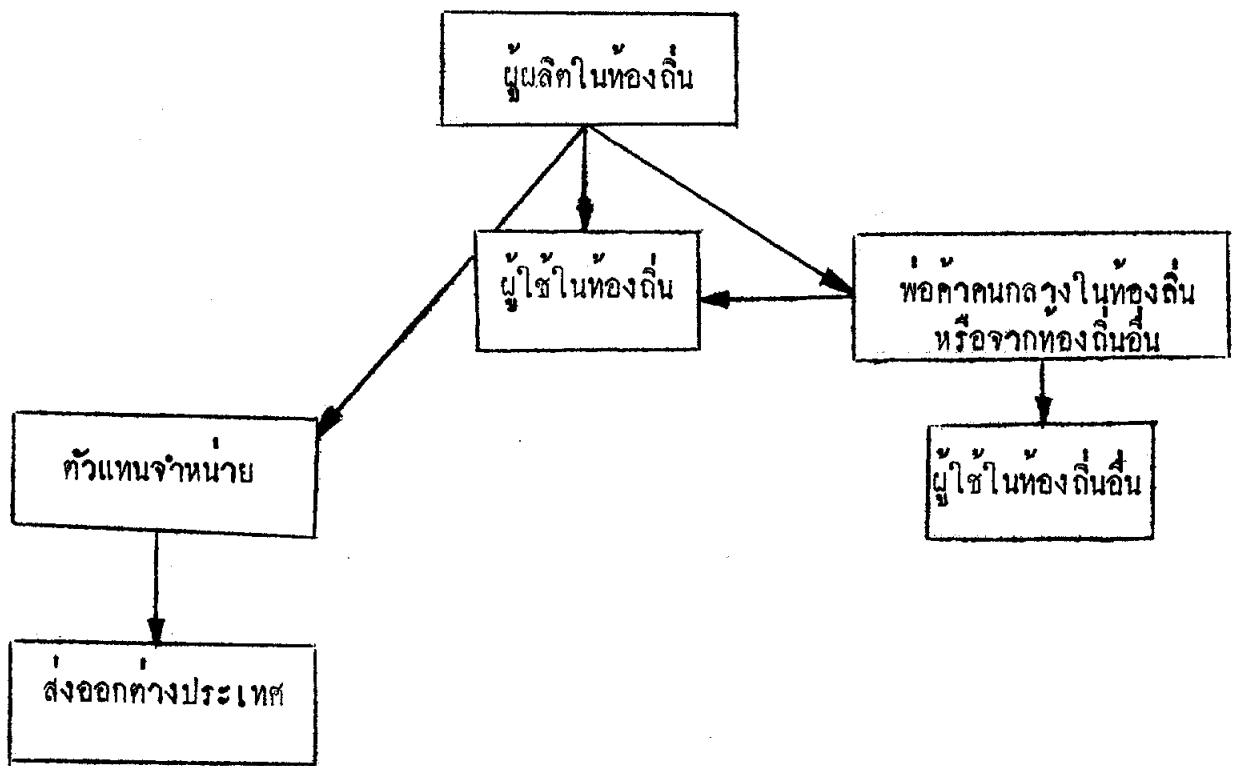 ผู้ผลิตในท้องถิ่น
ผู้ใช้ในท้องถิ่น
พ่อค้าคนกลางในท้องถิ่น
หรือจากท้องถิ่นอื่น
ตัวแทนจำหน่าย
ผู้ใช้ในท้องถิ่นอื่น
ส่งออกต่างประเทศ